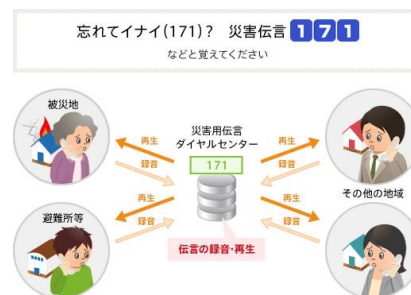 忘れてイナイ(171)? 災害伝言171
などと覚えてください
被災地
再生
録音
災害用伝言
ダイヤルセンター
171
再生
録音
再生
録音
避難所等
再生
録音
その他の地域
伝言の録音・再生